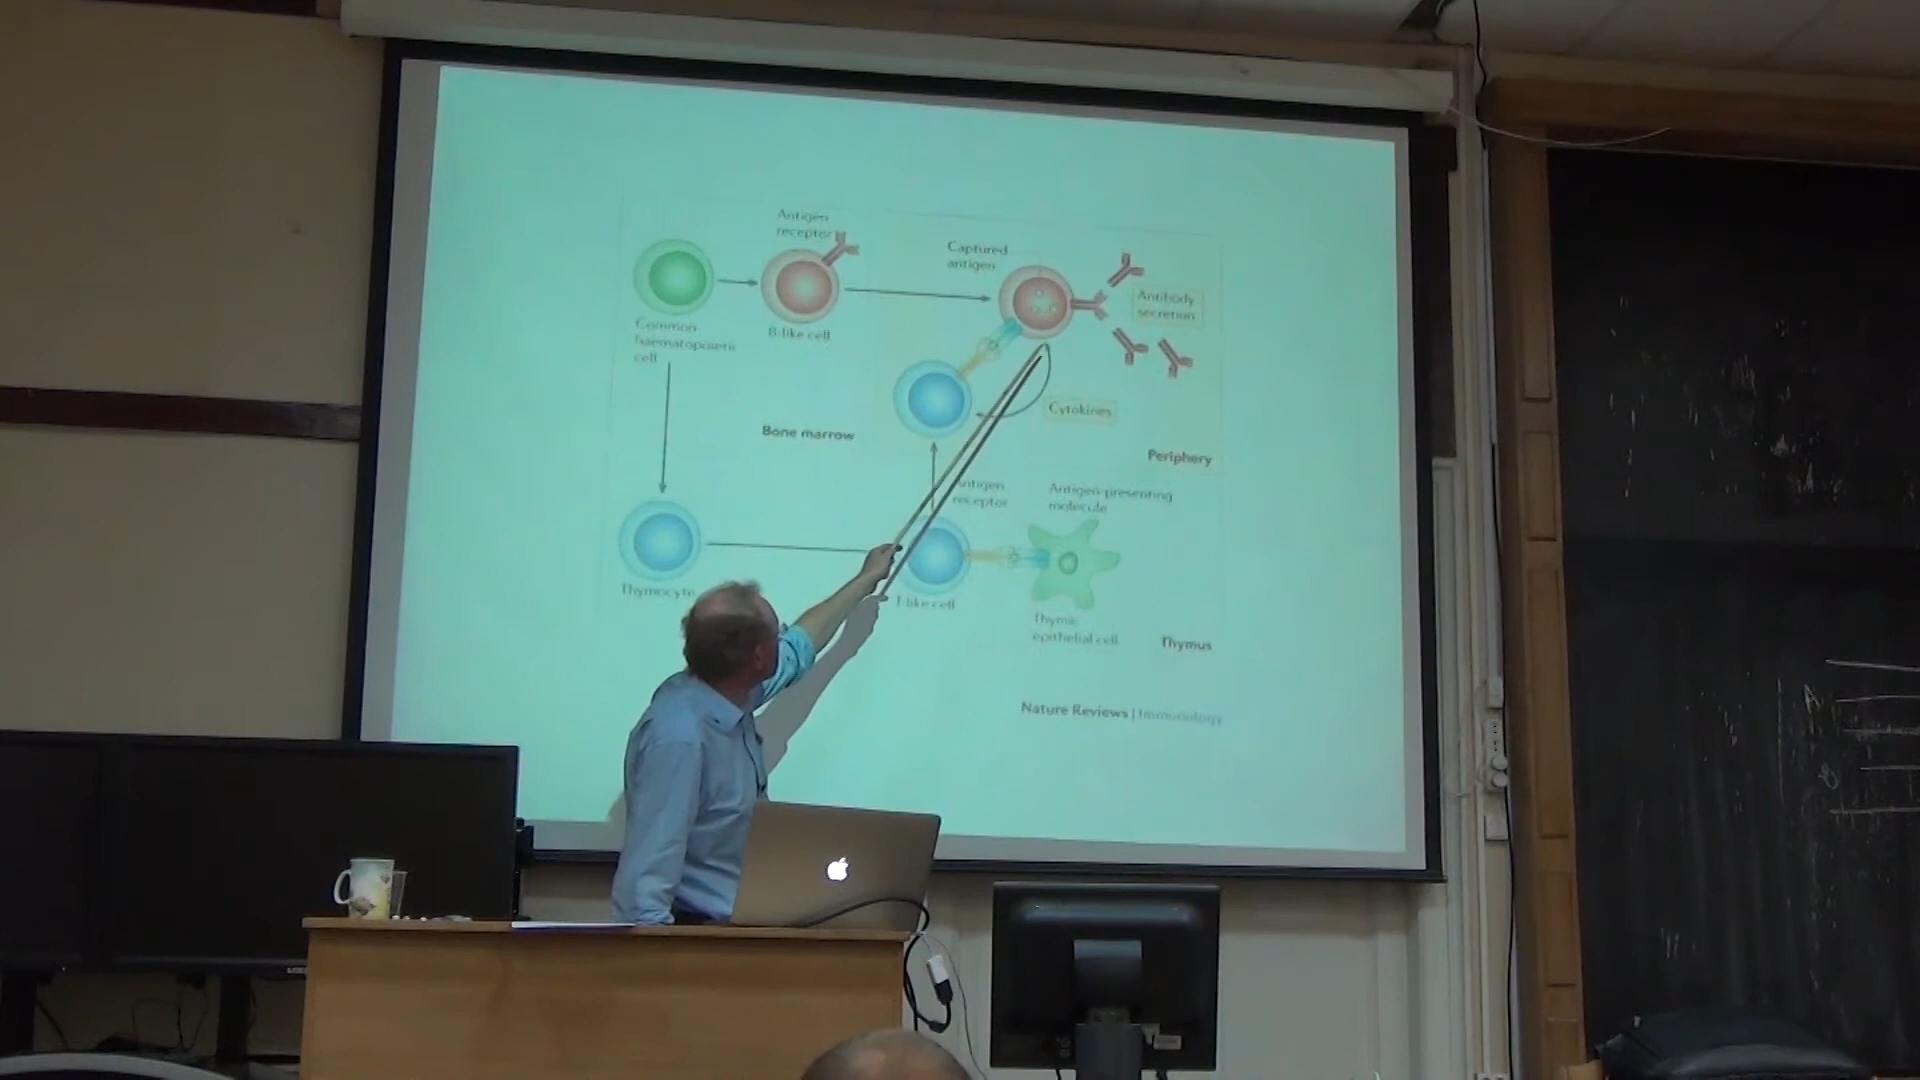 Antigen
receptor
Captured
antigen
Antibody
secretion
Common
haematopoietic
cell
B-like cell
Cytokines
Bone marrow
Periphery
Antigen
receptor
Antigen-presenting
molecule
Thymocyte
T-like cell
Thymic
epithelial cell
Thymus
Nature Reviews | Immunology